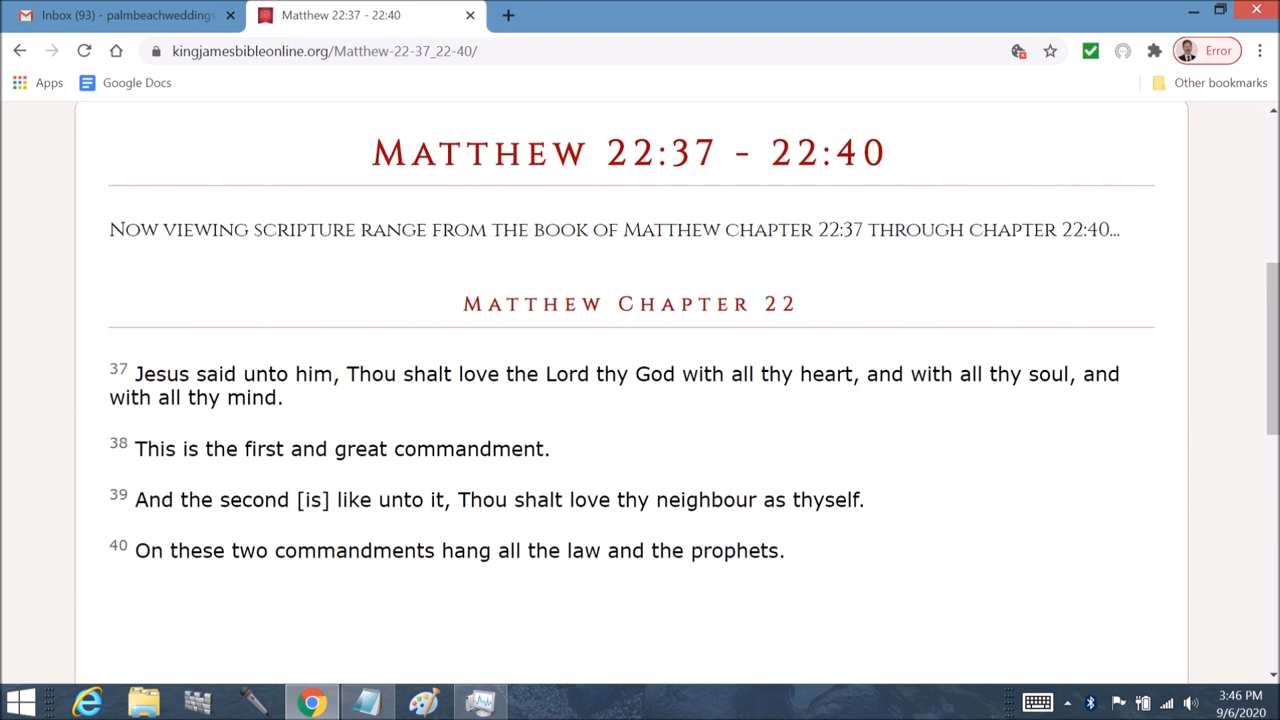 Inbox (93) - palmbeachweddings
Matthew 22:37 - 22:40
kingjamesbibleonline.org/Matthew-22-37_22-40/
Error
Apps
Google Docs
Other bookmarks
Matthew 22:37 - 22:40
Now viewing scripture range from the book of Matthew chapter 22:37 through chapter 22:40...
Matthew Chapter 22
37 Jesus said unto him, Thou shalt love the Lord thy God with all thy heart, and with all thy soul, and
with all thy mind.
38 This is the first and great commandment.
39 And the second [is] like unto it, Thou shalt love thy neighbour as thyself.
40 On these two commandments hang all the law and the prophets.
3:46 PM
9/6/2020